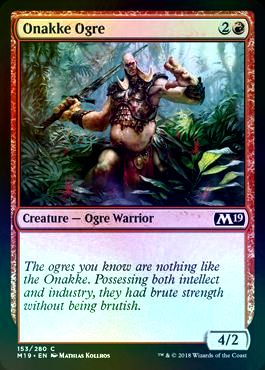 Onakke Ogre 2
Creature — Ogre Warrior M19
The ogres you know are nothing like
the Onakke. Possessing both intellect
and industry, they had brute strength
without being brutish.
4/2
153/280 C
M19 • EN Mathias Kollros
™ & © 2018 Wizards of the Coast